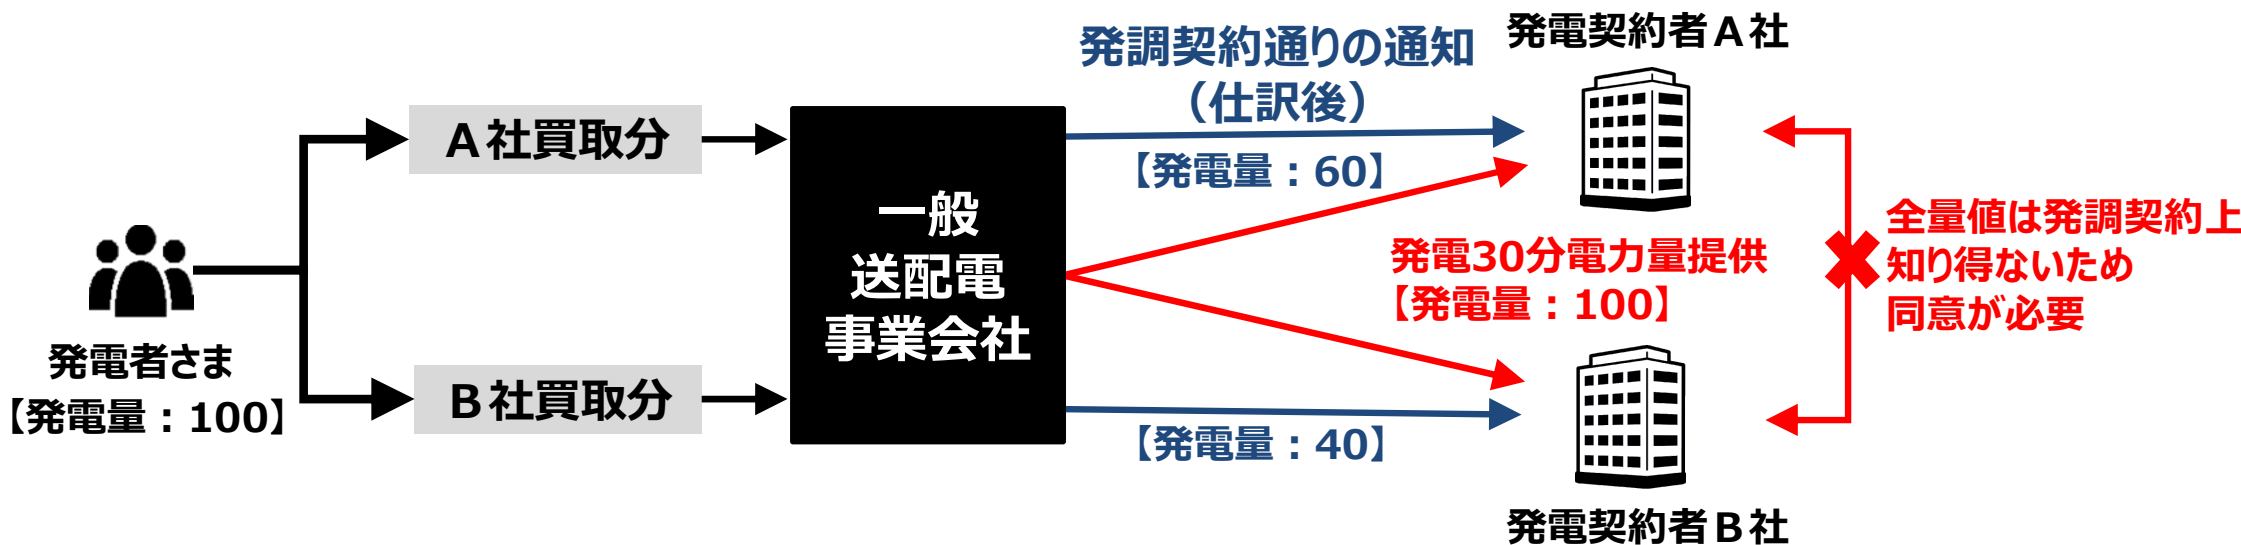 発電者さま
【発電量：100】
Ａ社買取分
Ｂ社買取分
一般
送配電
事業会社
発調契約通りの通知
（仕訳後）
【発電量：60】
発電30分電力量提供
【発電量：100】
【発電量：40】
発電契約者Ａ社
発電契約者Ｂ社
全量値は発調契約上
知り得ないため
同意が必要